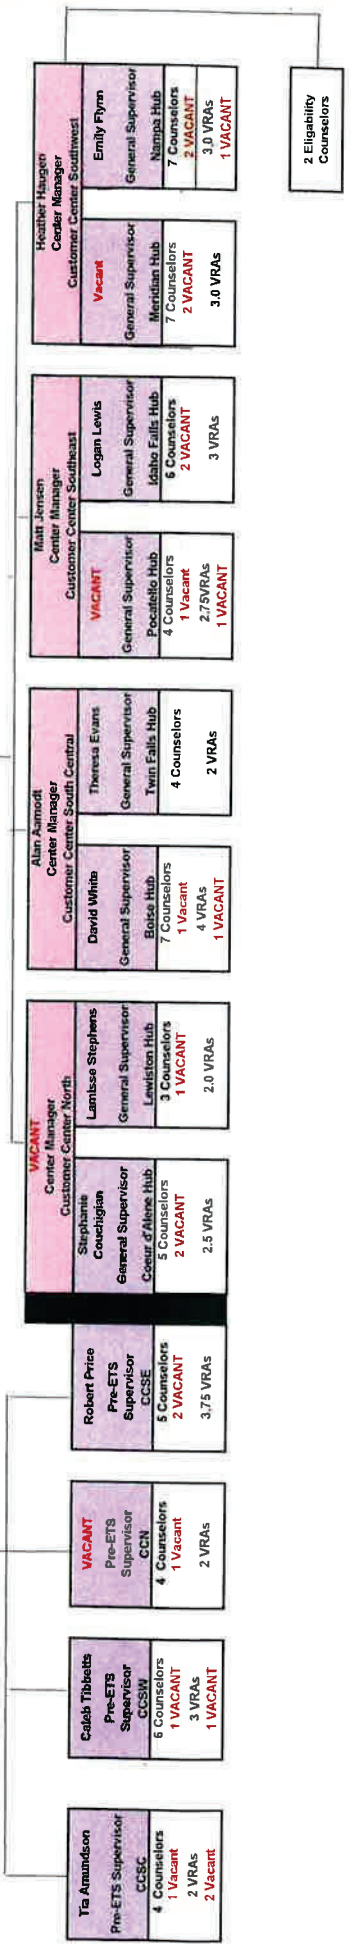 Tia Amundson
Pre-ETS Supervisor
CCSC
4 Counselors
1 Vacant
2 VRAs
2 Vacant
Caleb Tibbetts
Pre-ETS
Supervisor
CCSW
6 Counselors
1 VACANT
3 VRAs
1 VACANT
VACANT
Pre-ETS
Supervisor
CCN
4 Counselors
1 Vacant
2 VRAs
Robert Price
Pre-ETS
Supervisor
CCSE
5 Counselors
2 VACANT
3.75 VRAs
VACANT
Center Manager
Customer Center North
Stephanie
Couchigian
General Supervisor
Coeur d'Alene Hub
5 Counselors
2 VACANT
2.5 VRAs
Lamisse Stephens
General Supervisor
Lewiston Hub
3 Counselors
1 VACANT
2.0 VRAs
Alan Aamodt
Center Manager
Customer Center South Central
David White
General Supervisor
Boise Hub
7 Counselors
1 Vacant
4 VRAs
1 VACANT
Theresa Evans
General Supervisor
Twin Falls Hub
4 Counselors
2 VRAs
Matt Jensen
Center Manager
Customer Center Southeast
VACANT
General Supervisor
Pocatello Hub
4 Counselors
1 Vacant
2.75VRAs
1 VACANT
Logan Lewis
General Supervisor
Idaho Falls Hub
6 Counselors
2 VACANT
3 VRAs
Heather Haugen
Center Manager
Customer Center Southwest
Vacant
General Supervisor
Meridian Hub
7 Counselors
2 VACANT
3.0 VRAs
Emily Flynn
General Supervisor
Nampa Hub
7 Counselors
2 VACANT
3.0 VRAs
1 VACANT
2 Eligability
Counselors